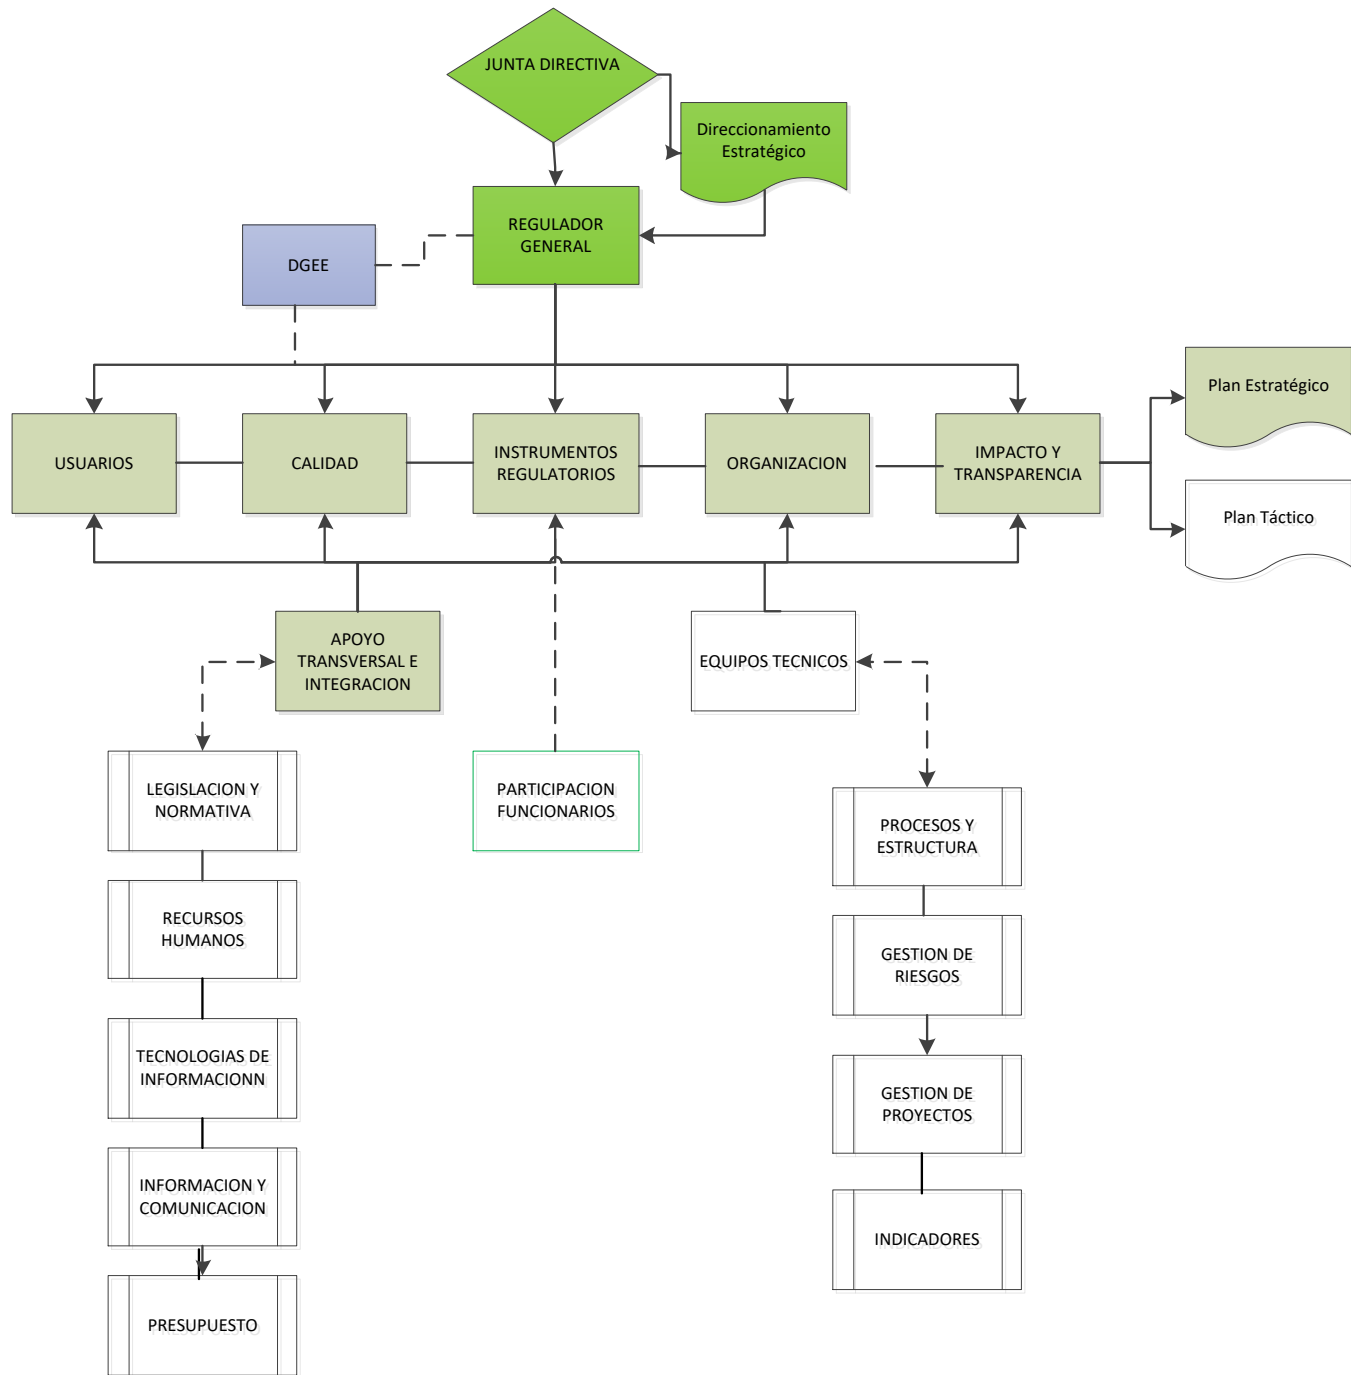 JUNTA DIRECTIVA
Direccionamiento
Estratégico
REGULADOR
GENERAL
DGEE
Plan Estratégico
USUARIOS
CALIDAD
INSTRUMENTOS
REGULATORIOS
ORGANIZACION
IMPACTO Y
TRANSPARENCIA
Plan Táctico
APOYO
TRANSVERSAL E
INTEGRACION
EQUIPOS TECNICOS
LEGISLACION Y
NORMATIVA
PARTICIPACION
FUNCIONARIOS
PROCESOS Y
ESTRUCTURA
RECURSOS
HUMANOS
GESTION DE
RIESGOS
TECNOLOGIAS DE
INFORMACIONN
GESTION DE
PROYECTOS
INFORMACION Y
COMUNICACION
INDICADORES
PRESUPUESTO